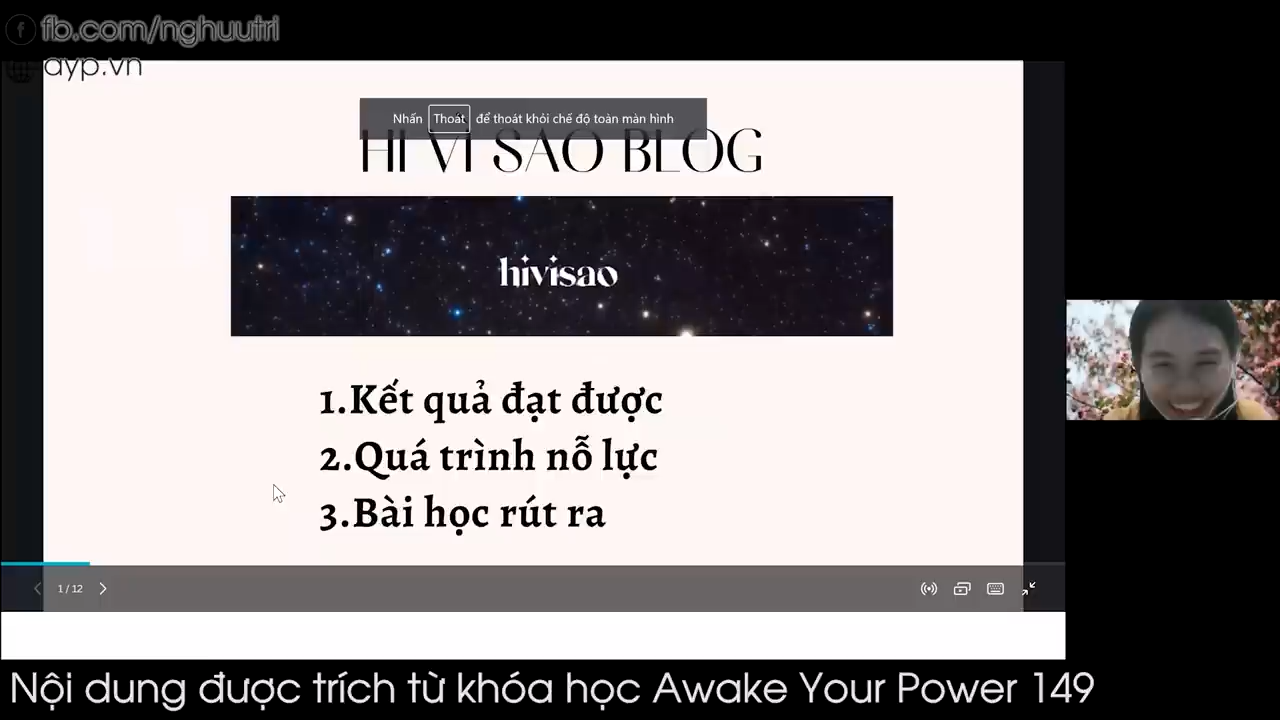 fb.com/nghuutri
ayp.vn
Nhấn Thoát để thoát khỏi chế độ toàn màn hình
HI VI SAO BLOG
hivisao
1.Kết quả đạt được
2.Quá trình nỗ lực
3.Bài học rút ra
1 / 12
Nội dung được trích từ khóa học Awake Your Power 149